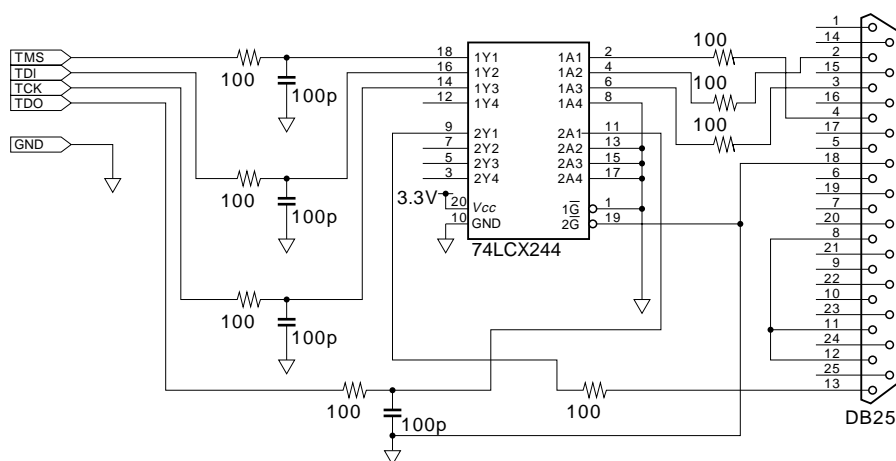 TMS
TDI
TCK
TDO
GND
100
100p
100
100p
100
100p
100
100p
100
18 1Y1 1A1 2
16 1Y2 1A2 4
14 1Y3 1A3 6
12 1Y4 1A4 8
9 2Y1 2A1 11
7 2Y2 2A2 13
5 2Y3 2A3 15
3 2Y4 2A4 17
3.3V
20 Vcc 1G̅ 1
10 GND 2G̅ 19
74LCX244
100
100
100
1
14
2
15
3
16
4
17
5
18
6
19
7
20
8
21
9
22
10
23
11
24
12
25
13
DB25